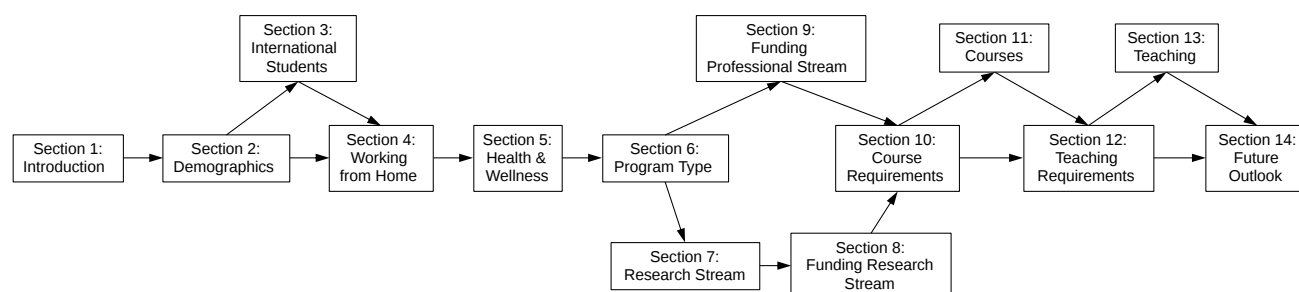 Section 1:
Introduction
Section 2:
Demographics
Section 3:
International
Students
Section 4:
Working
from Home
Section 5:
Health &
Wellness
Section 6:
Program Type
Section 7:
Research Stream
Section 8:
Funding Research
Stream
Section 9:
Funding
Professional Stream
Section 10:
Course
Requirements
Section 11:
Courses
Section 12:
Teaching
Requirements
Section 13:
Teaching
Section 14:
Future
Outlook